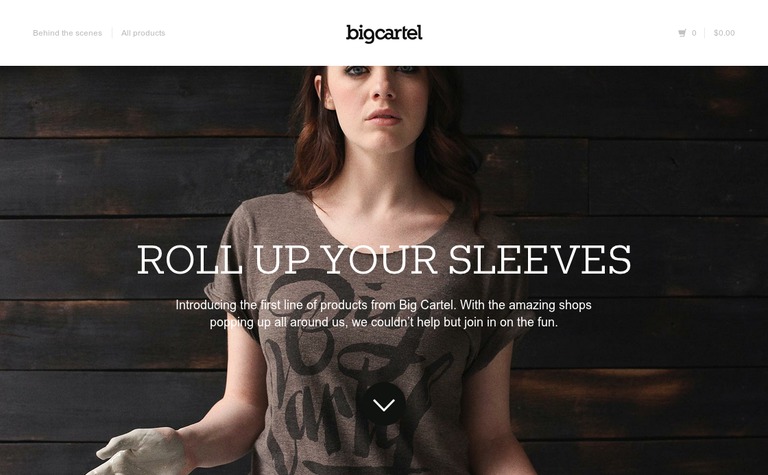 Behind the scenes
All products
bigcartel
0
$0.00
ROLL UP YOUR SLEEVES
Introducing the first line of products from Big Cartel. With the amazing shops
popping up all around us, we couldn't help but join in on the fun.
Big
Cartel